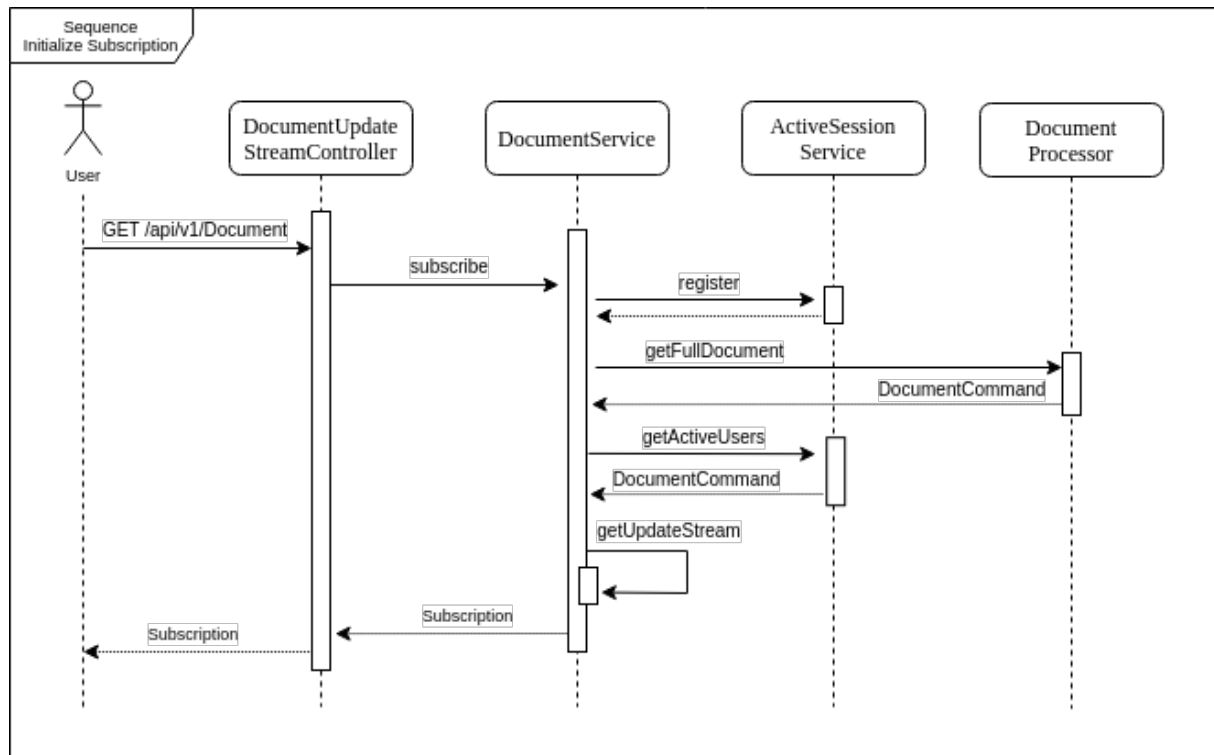 Sequence
Initialize Subscription
User
DocumentUpdate
StreamController
DocumentService
ActiveSession
Service
Document
Processor
GET /api/v1/Document
subscribe
register
getFullDocument
DocumentCommand
getActiveUsers
DocumentCommand
getUpdateStream
Subscription
Subscription